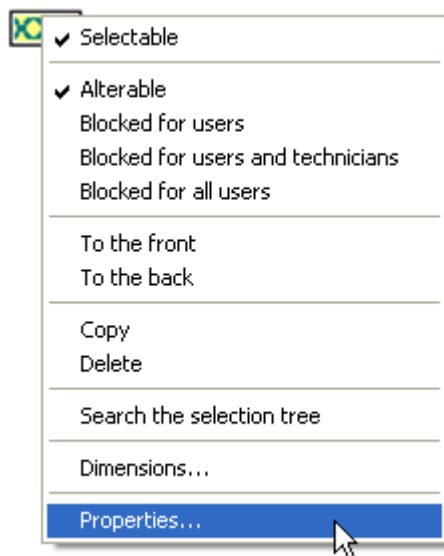 Selectable
Alterable
Blocked for users
Blocked for users and technicians
Blocked for all users
To the front
To the back
Copy
Delete
Search the selection tree
Dimensions...
Properties...